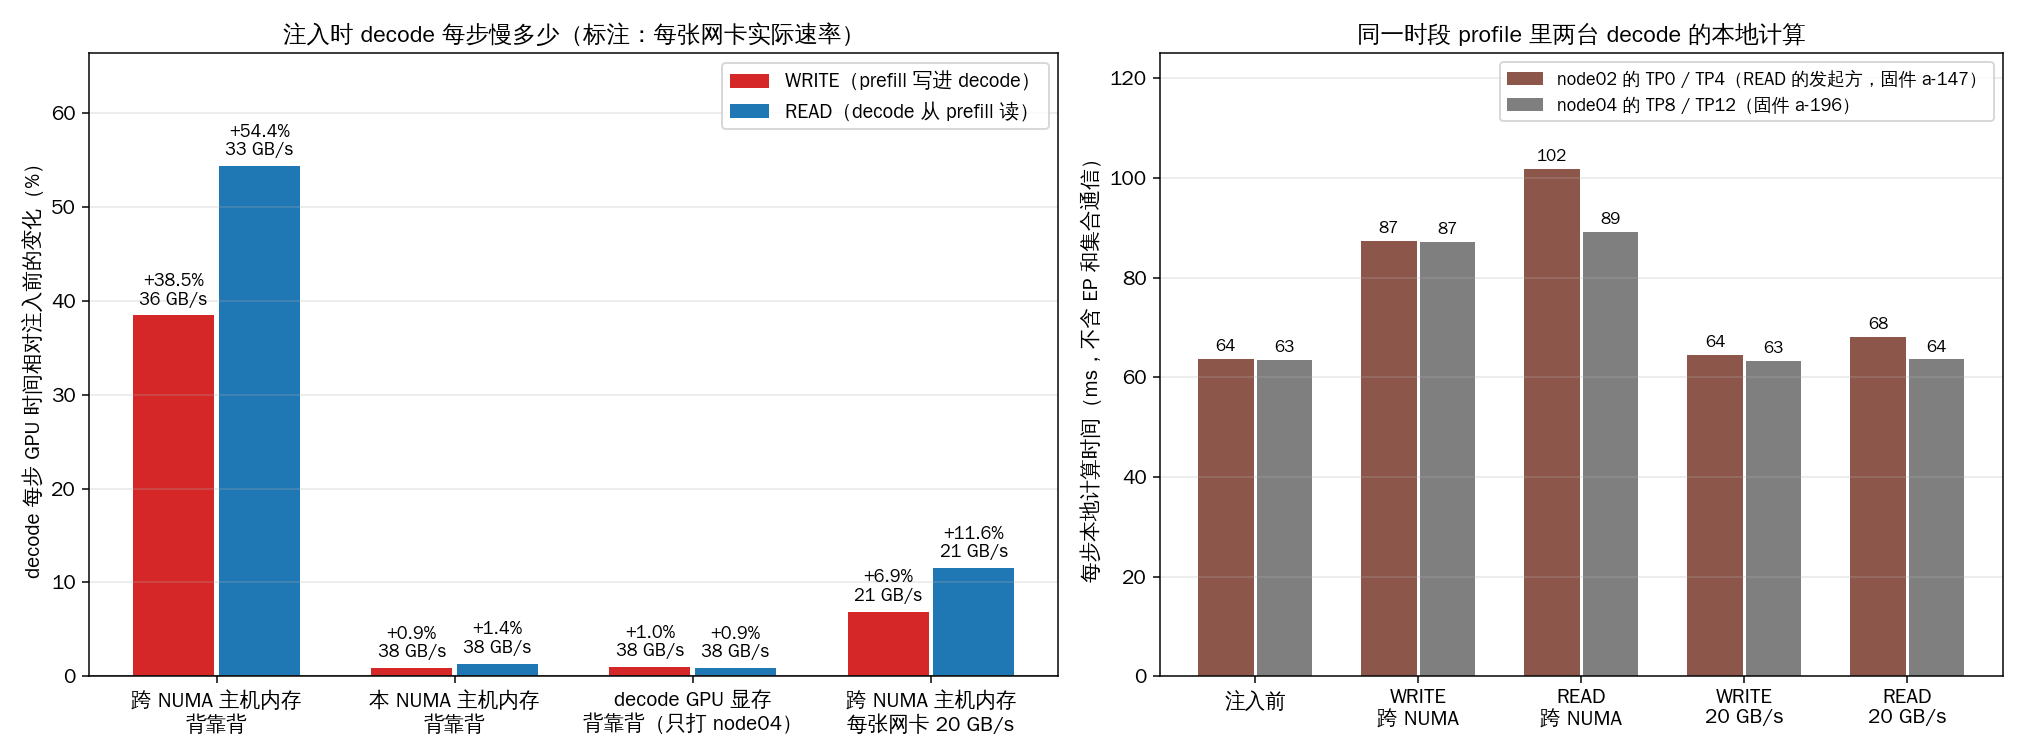 注入时 decode 每步慢多少（标注：每张网卡实际速率）
decode 每步 GPU 时间相对注入前的变化（%）
60
50
40
30
20
10
0
WRITE（prefill 写进 decode）
READ（decode 从 prefill 读）
+38.5%
36 GB/s
+54.4%
33 GB/s
+0.9%
38 GB/s
+1.4%
38 GB/s
+1.0%
38 GB/s
+0.9%
38 GB/s
+6.9%
21 GB/s
+11.6%
21 GB/s
跨 NUMA 主机内存
背靠背
本 NUMA 主机内存
背靠背
decode GPU 显存
背靠背（只打 node04）
跨 NUMA 主机内存
每张网卡 20 GB/s
同一时段 profile 里两台 decode 的本地计算
每步本地计算时间（ms，不含 EP 和集合通信）
120
100
80
60
40
20
0
node02 的 TP0 / TP4（READ 的发起方，固件 a-147）
node04 的 TP8 / TP12（固件 a-196）
64
63
87
87
102
89
64
63
68
64
注入前
WRITE
跨 NUMA
READ
跨 NUMA
WRITE
20 GB/s
READ
20 GB/s